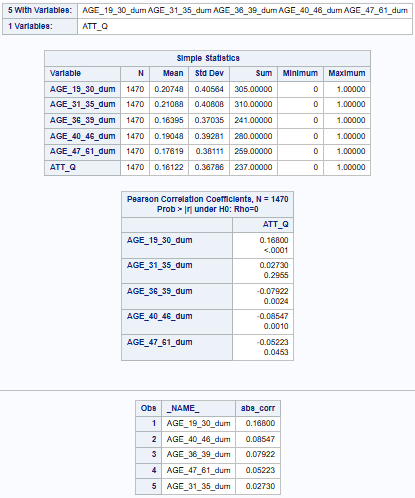 5 With Variables: AGE_19_30_dum AGE_31_35_dum AGE_36_39_dum AGE_40_46_dum AGE_47_61_dum
1 Variables: ATT_Q
Simple Statistics
Variable N Mean Std Dev Sum Minimum Maximum
AGE_19_30_dum 1470 0.20748 0.40564 305.00000 0 1.00000
AGE_31_35_dum 1470 0.21088 0.40808 310.00000 0 1.00000
AGE_36_39_dum 1470 0.16395 0.37035 241.00000 0 1.00000
AGE_40_46_dum 1470 0.19048 0.39281 280.00000 0 1.00000
AGE_47_61_dum 1470 0.17619 0.38111 259.00000 0 1.00000
ATT_Q 1470 0.16122 0.36786 237.00000 0 1.00000
Pearson Correlation Coefficients, N = 1470
Prob > |r| under H0: Rho=0
ATT_Q
AGE_19_30_dum 0.16800
<.0001
AGE_31_35_dum 0.02730
0.2955
AGE_36_39_dum -0.07922
0.0024
AGE_40_46_dum -0.08547
0.0010
AGE_47_61_dum -0.05223
0.0453
Obs _NAME_ abs_corr
1 AGE_19_30_dum 0.16800
2 AGE_40_46_dum 0.08547
3 AGE_36_39_dum 0.07922
4 AGE_47_61_dum 0.05223
5 AGE_31_35_dum 0.02730